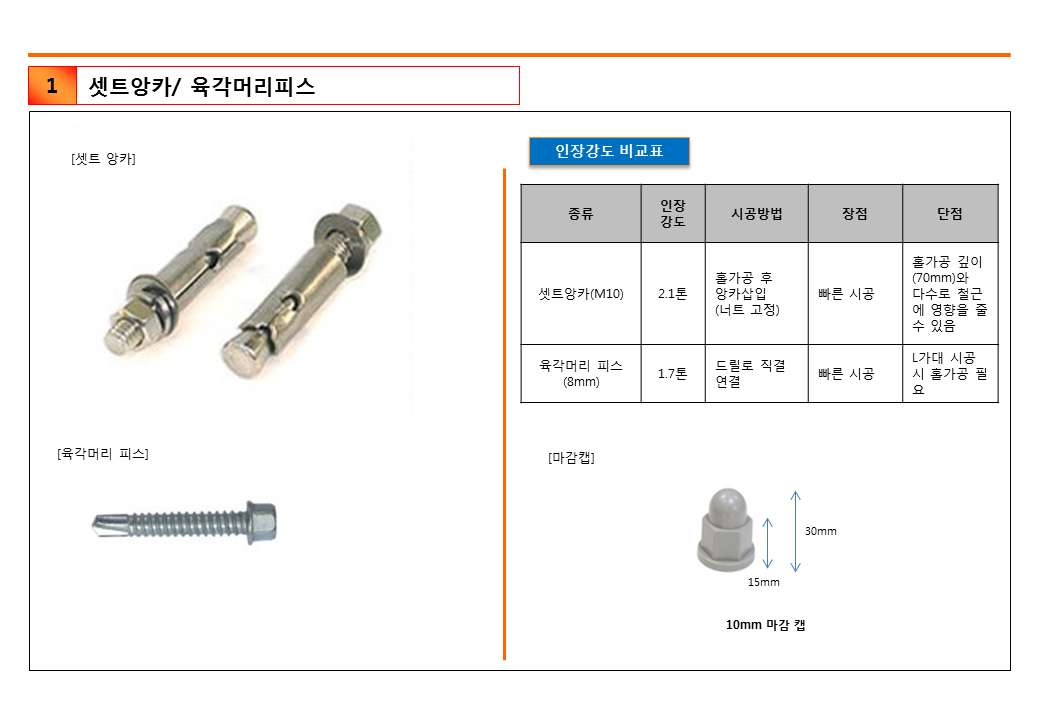 1
셋트앙카/ 육각머리피스
[셋트 앙카]
인장강도 비교표
종류
인장
강도
시공방법
장점
단점
셋트앙카(M10)
2.1톤
홀가공 후
앙카삽입
(너트 고정)
빠른 시공
홀가공 깊이
(70mm)와
다수로 철근
에 영향을 줄
수 있음
육각머리 피스
(8mm)
1.7톤
드릴로 직결
연결
빠른 시공
L가대 시공
시 홀가공 필
요
[육각머리 피스]
[마감캡]
30mm
15mm
10mm 마감 캡